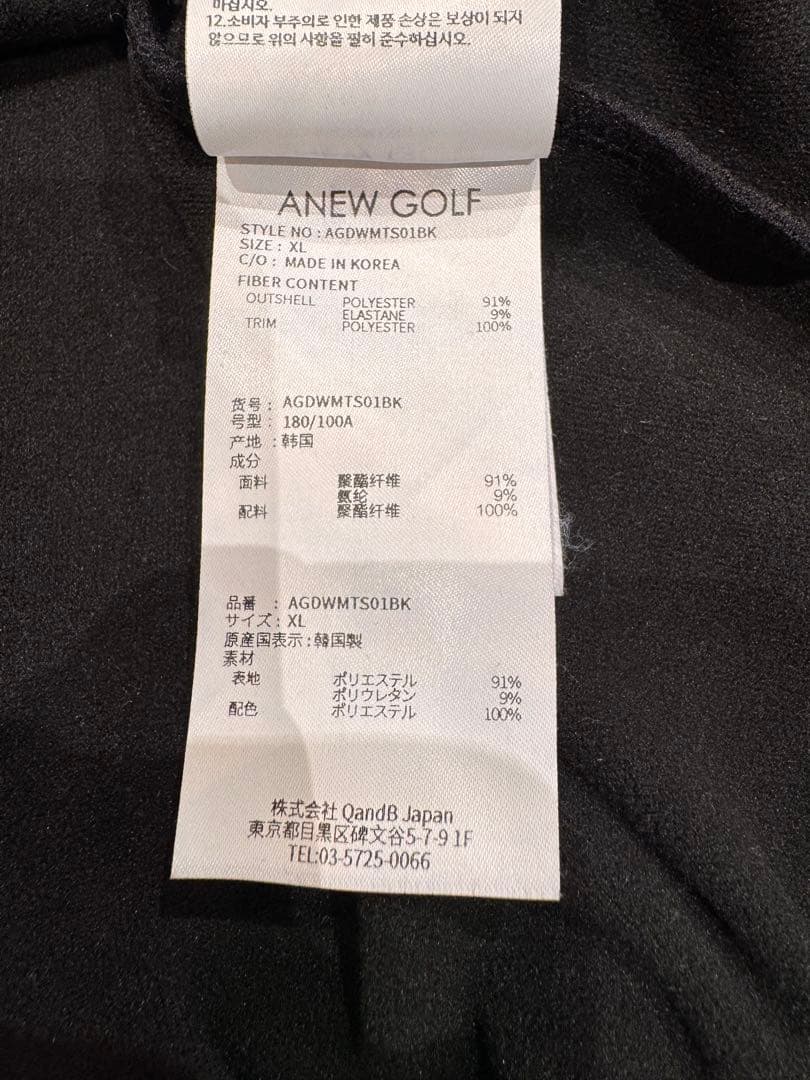 마십시오.
12.소비자 부주의로 인한 제품 손상은 보상이 되지
않으므로 위의 사항을 필히 준수하십시오.
ANEW GOLF
STYLE NO : AGDWMTS01BK
SIZE : XL
C/O : MADE IN KOREA
FIBER CONTENT
OUTSHELL POLYESTER 91%
ELASTANE 9%
TRIM POLYESTER 100%
货号 : AGDWMTS01BK
号型 : 180/100A
产地 : 韩国
成分
面料 聚酯纤维 91%
氨纶 9%
配料 聚酯纤维 100%
品番 : AGDWMTS01BK
サイズ : XL
原産国表示 : 韓国製
素材
表地 ポリエステル 91%
ポリウレタン 9%
配色 ポリエステル 100%
株式会社 QandB Japan
東京都目黒区碑文谷5-7-9 1F
TEL:03-5725-0066